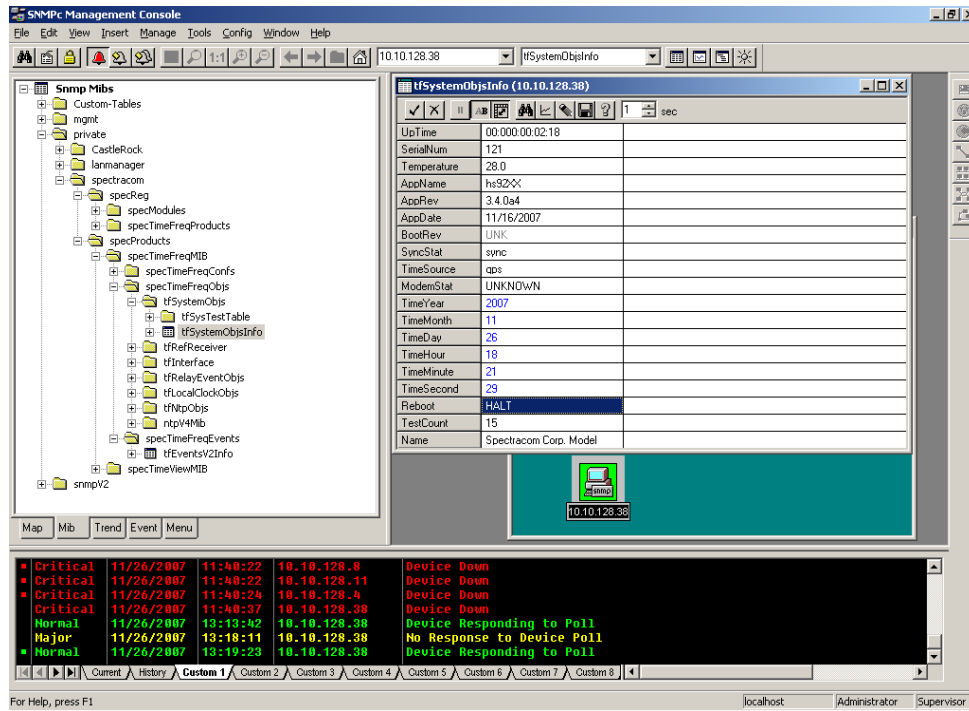 SNMPc Management Console
File Edit View Insert Manage Tools Config Window Help
1:1 10.10.128.38 tfSystemObjsInfo
Snmp Mibs
Custom-Tables
mgmt
private
CastleRock
lanmanager
spectracom
specReg
specModules
specTimeFreqProducts
specProducts
specTimeFreqMIB
specTimeFreqConfs
specTimeFreqObjs
tfSystemObjs
tfSysTestTable
tfSystemObjsInfo
tfRefReceiver
tfInterface
tfRelayEventObjs
tfLocalClockObjs
tfNtpObjs
ntpV4Mib
specTimeFreqEvents
tfEventsV2Info
specTimeViewMIB
snmpV2
Map Mib Trend Event Menu
tfSystemObjsInfo (10.10.128.38)
AB 1 sec
UpTime 00:000:00:02:18
SerialNum 121
Temperature 28.0
AppName hs92XX
AppRev 3.4.0a4
AppDate 11/16/2007
BootRev UNK
SyncStat sync
TimeSource gps
ModemStat UNKNOWN
TimeYear 2007
TimeMonth 11
TimeDay 26
TimeHour 18
TimeMinute 21
TimeSecond 29
Reboot HALT
TestCount 15
Name Spectracom Corp. Model
snmp
10.10.128.38
Critical 11/26/2007 11:40:22 10.10.128.8 Device Down
Critical 11/26/2007 11:40:22 10.10.128.11 Device Down
Critical 11/26/2007 11:40:24 10.10.128.4 Device Down
Critical 11/26/2007 11:40:37 10.10.128.38 Device Down
Normal 11/26/2007 13:13:42 10.10.128.38 Device Responding to Poll
Major 11/26/2007 13:18:11 10.10.128.38 No Response to Device Poll
Normal 11/26/2007 13:19:23 10.10.128.38 Device Responding to Poll
Current History Custom 1 Custom 2 Custom 3 Custom 4 Custom 5 Custom 6 Custom 7 Custom 8
For Help, press F1 localhost Administrator Supervisor